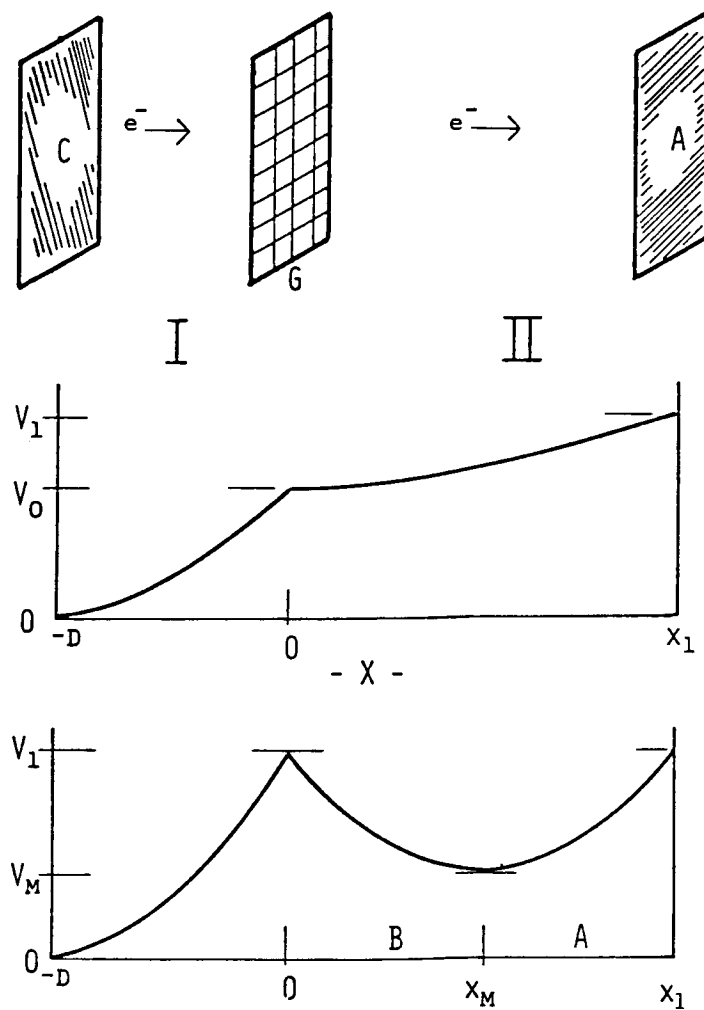 C
e⁻ →
e⁻ →
A
G
I
II
V₁
V₀
0
-D
0
x₁
- X -
V₁
V_M
0
B
A
-D
0
x_M
x₁